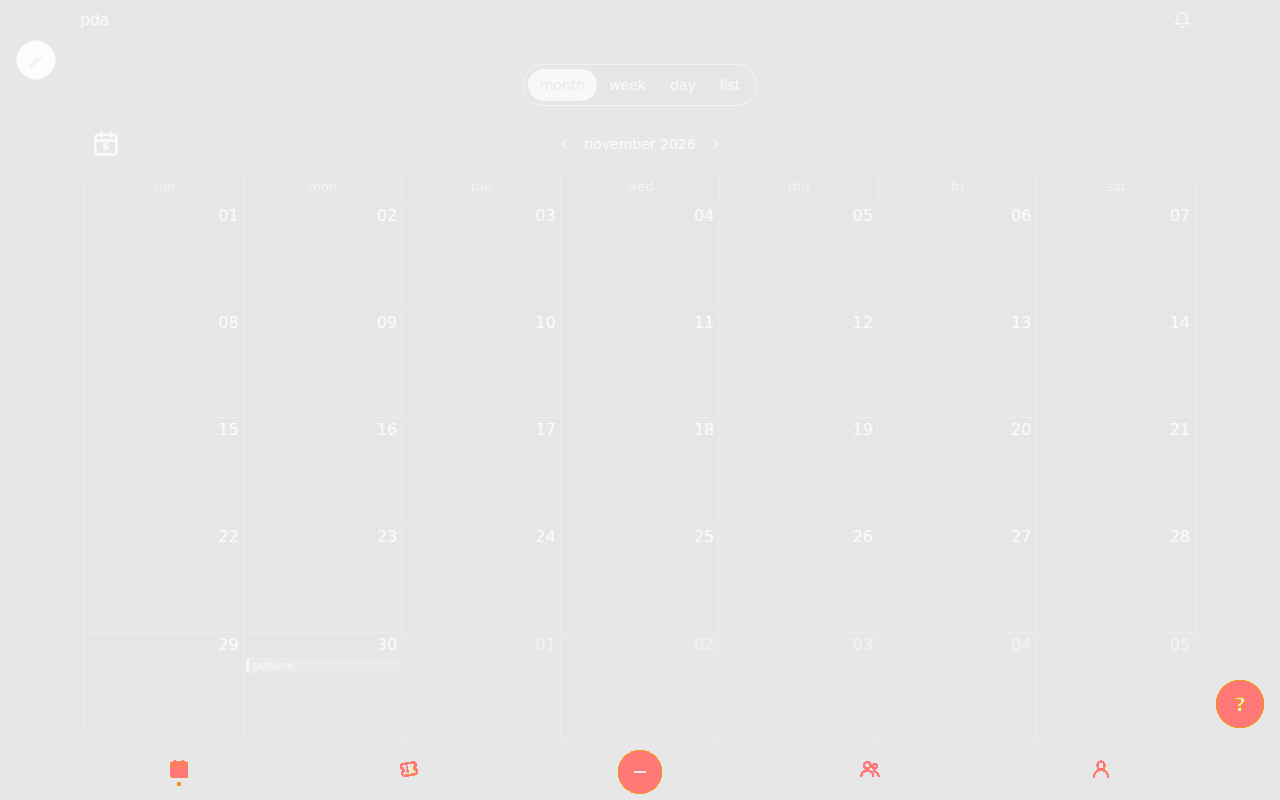 pda
month week day list
6
november 2026
sun mon tue wed thu fri sat
01 02 03 04 05 06 07
08 09 10 11 12 13 14
15 16 17 18 19 20 21
22 23 24 25 26 27 28
29 30 01 02 03 04 05
potluck
?